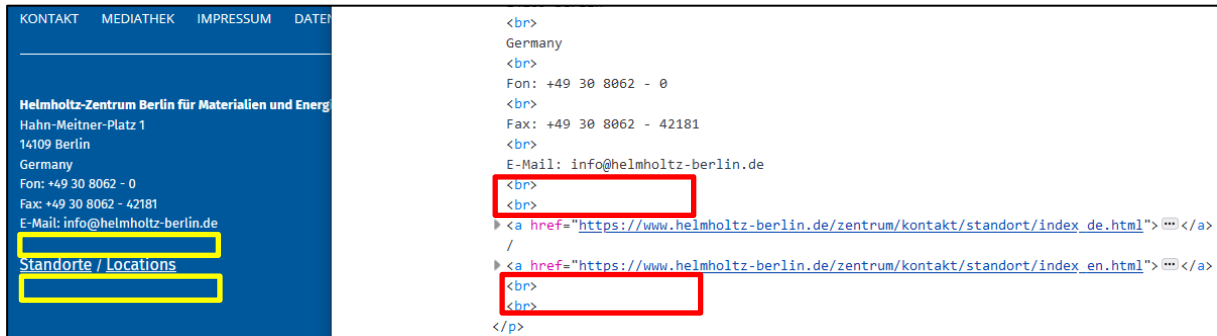 KONTAKT MEDIATHEK IMPRESSUM
Helmholtz-Zentrum Berlin für Materialien und Energ
Hahn-Meitner-Platz 1
14109 Berlin
Germany
Fon: +49 30 8062 - 0
Fax: +49 30 8062 - 42181
E-Mail: info@helmholtz-berlin.de
Standorte / Locations
<br>
Germany
<br>
Fon: +49 30 8062 - 0
<br>
Fax: +49 30 8062 - 42181
<br>
E-Mail: info@helmholtz-berlin.de
<br>
<br>
<a href="https://www.helmholtz-berlin.de/zentrum/kontakt/standort/index_de.html">…</a>
/
<a href="https://www.helmholtz-berlin.de/zentrum/kontakt/standort/index_en.html">…</a>
<br>
<br>
</p>